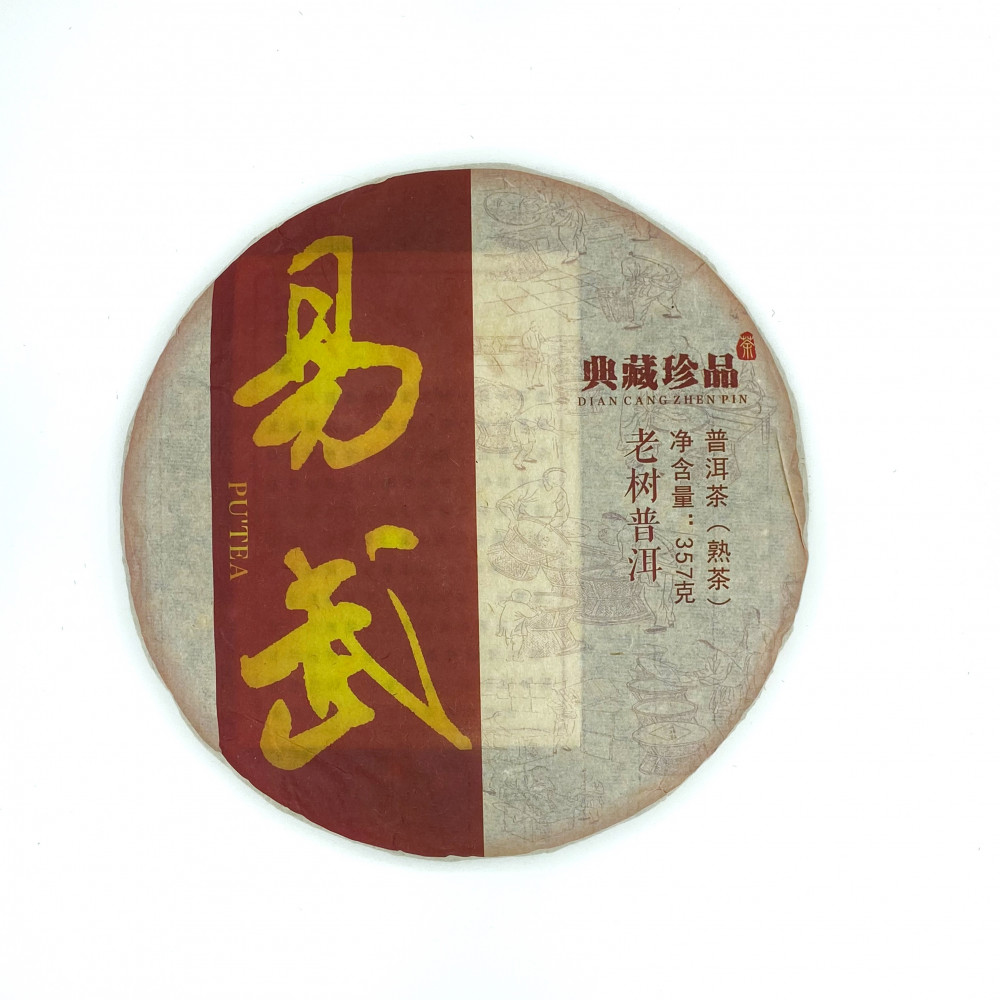 易武
PU'TEA
茶
典藏珍品
DIAN CANG ZHEN PIN
普洱茶（熟茶）
净含量：357克
老树普洱